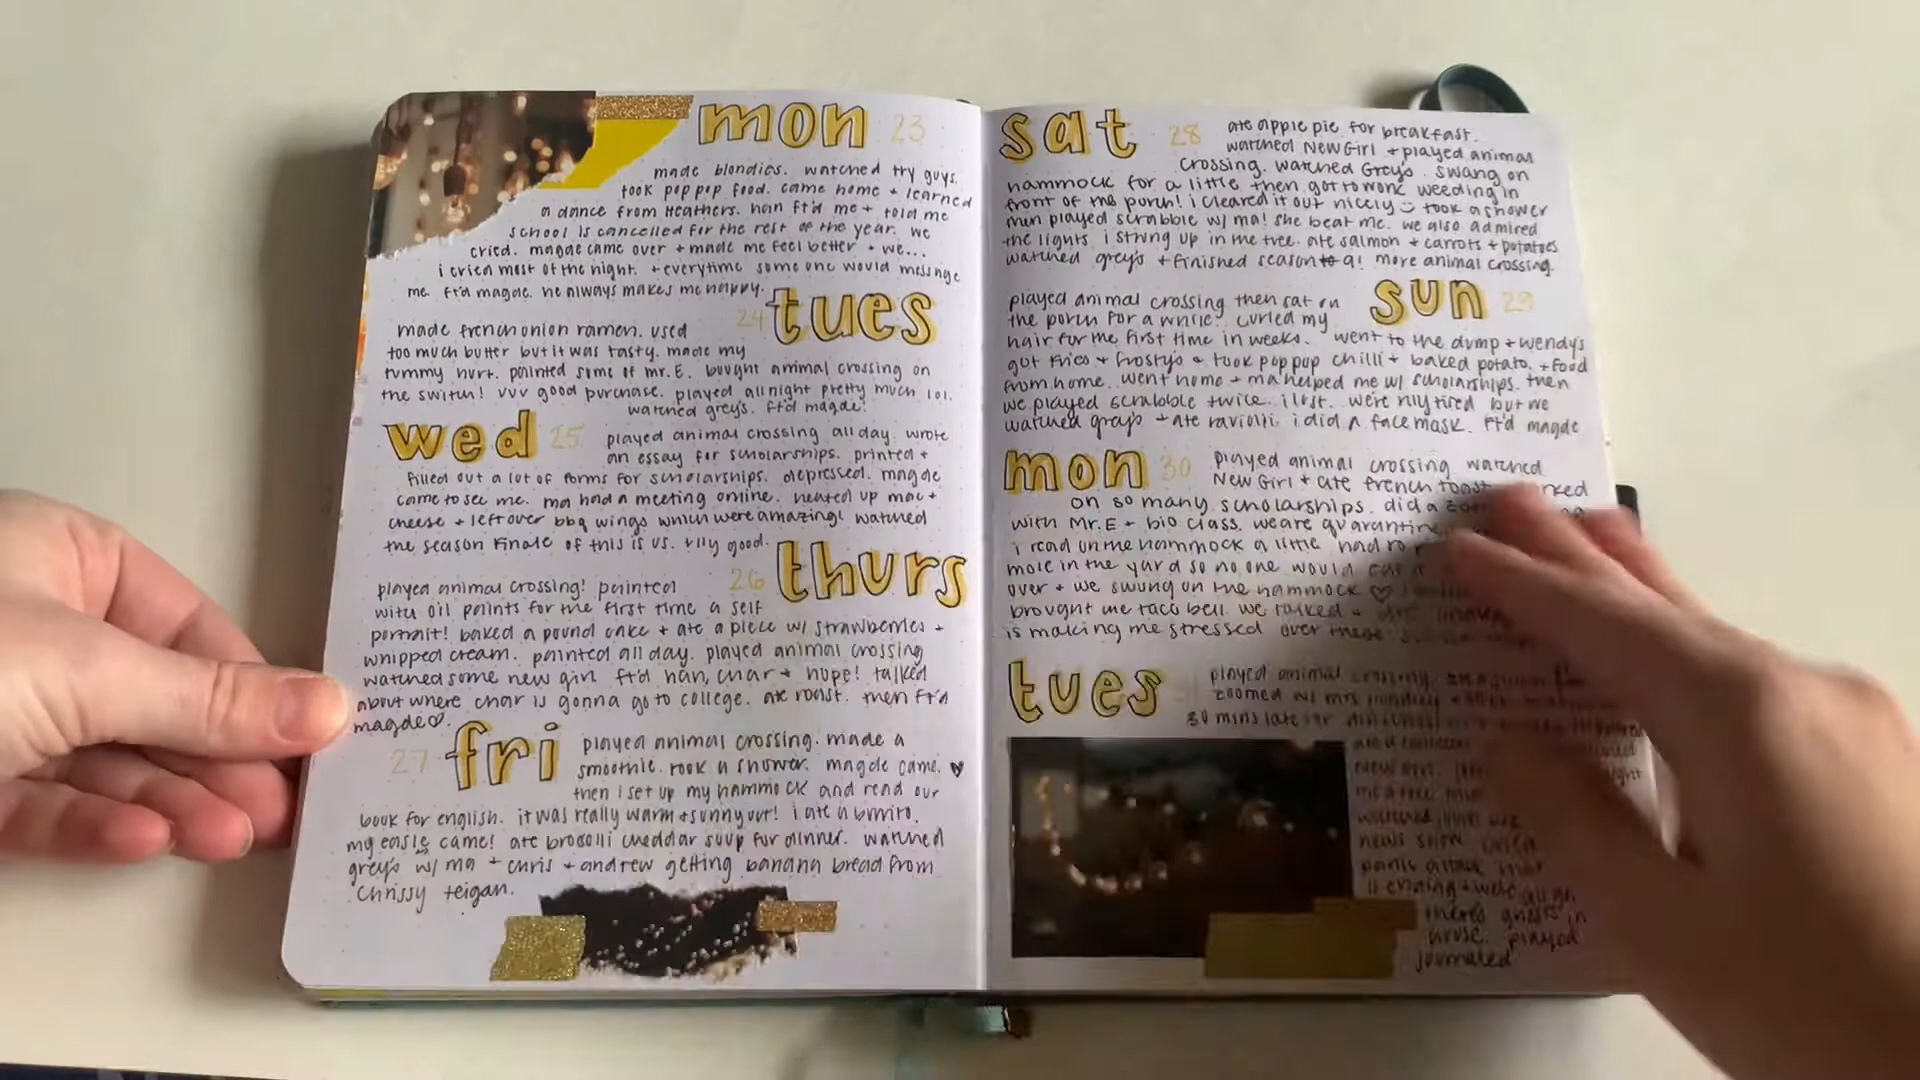 mon 23
made blondies. watched try guys.
took pop pop food. came home + learned
a dance from Heathers. han ft'd me + told me
school is cancelled for the rest of the year. we
cried. magde came over + made me feel better + we...
i cried most of the night. + everytime someone would message
me. ft'd magde. he always makes me happy.
24 tues
made french onion ramen. used
too much butter but it was tasty. made my
tummy hurt. painted some of mr. E. bought animal crossing on
the switch! vvv good purchase. played all night pretty much lol.
watched grey's. ft'd magde.
wed 25
played animal crossing all day. wrote
an essay for scholarships. printed +
filled out a lot of forms for scholarships. depressed. magde
came to see me. ma had a meeting online. heated up mac +
cheese + leftover bbq wings which were amazing! watched
the season finale of this is us. rlly good.
26 thurs
played animal crossing! painted
with oil paints for the first time a self
portrait! baked a pound cake + ate a piece w/ strawberries +
whipped cream. painted all day. played animal crossing
watched some new girl ft'd han, char + hope! talked
about where char is gonna go to college. ate roast. then ft'd
magde♡.
27 fri
played animal crossing. made a
smoothie. took a shower. magde came. ♥
then i set up my hammock and read our
book for english. it was really warm + sunny out! i ate a burrito.
my easle came! ate brocolli cheddar soup for dinner. watched
grey's w/ ma + chris + andrew getting banana bread from
Chrissy teigan.
sat 28
ate apple pie for breakfast.
watched New Girl + played animal
crossing. watched Grey's. swang on
hammock for a little then got to work weeding in
front of the porch! i cleared it out nicely took a shower
then played scrabble w/ ma! she beat me. we also admired
the lights i strung up in the tree. ate salmon + carrots + potatoes
watched grey's + finished season 9! more animal crossing.
sun 29
played animal crossing then sat on
the porch for a while. curled my
hair for the first time in weeks. went to the dump + wendy's
got fries + frosty's + took pop pop chilli + baked potato. + food
from home. went home + ma helped me w/ scholarships. then
we played scrabble twice. i lost. we're rlly tired but we
watched grey's + ate ravioli. i did a face mask. ft'd magde
mon 30
played animal crossing watched
New Girl + ate french toast
on so many scholarships. did a
with Mr. E + bio class. we are
i read on the hammock a little had to
mole in the yard so no one would
over + we swung on the hammock ♡
brought me taco bell. we talked
is making me stressed over these
tues
played animal crossing.
zoomed w/ mrs
30 mins late
news show
panic attack
is ending +
there's ghosts in
house. played
journaled